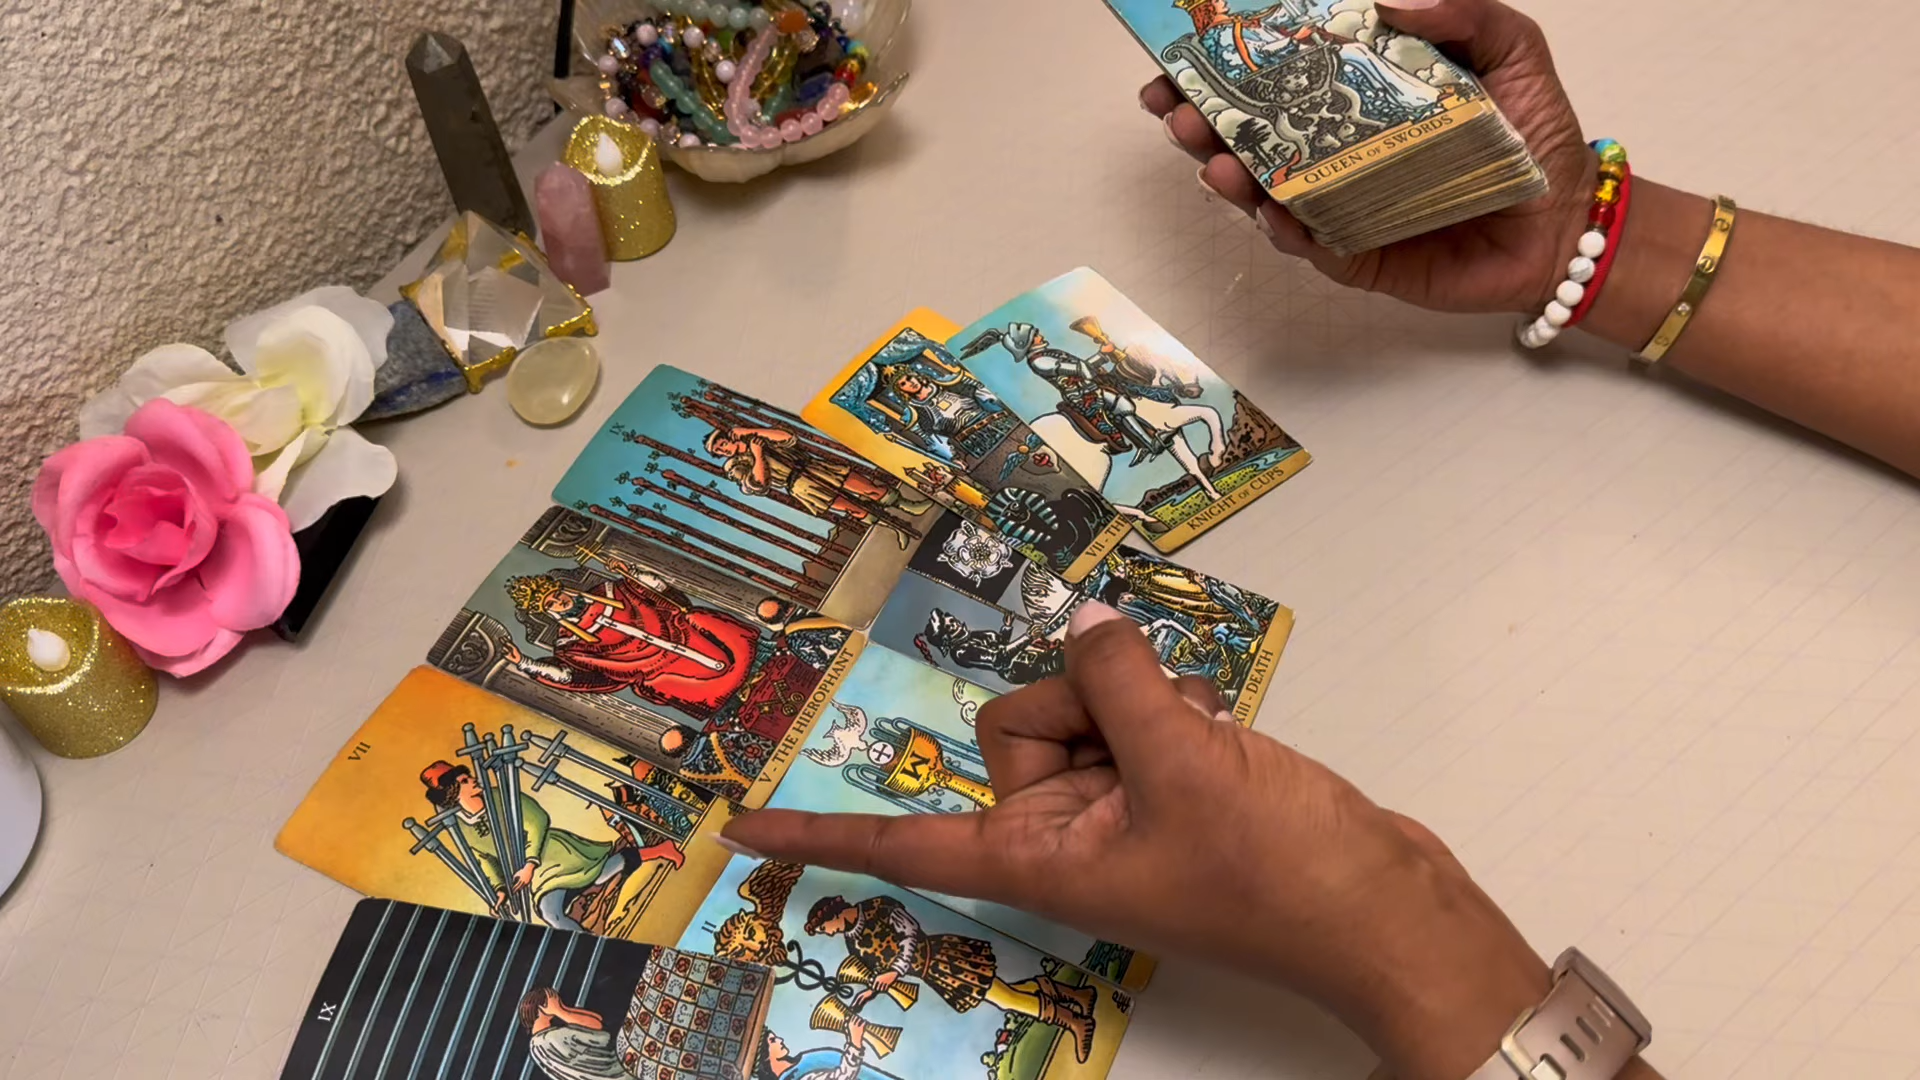 QUEEN OF SWORDS
KNIGHT OF CUPS
VII - TH
IX
XIII - DEATH
V - THE HIEROPHANT
VII
M
II
IX